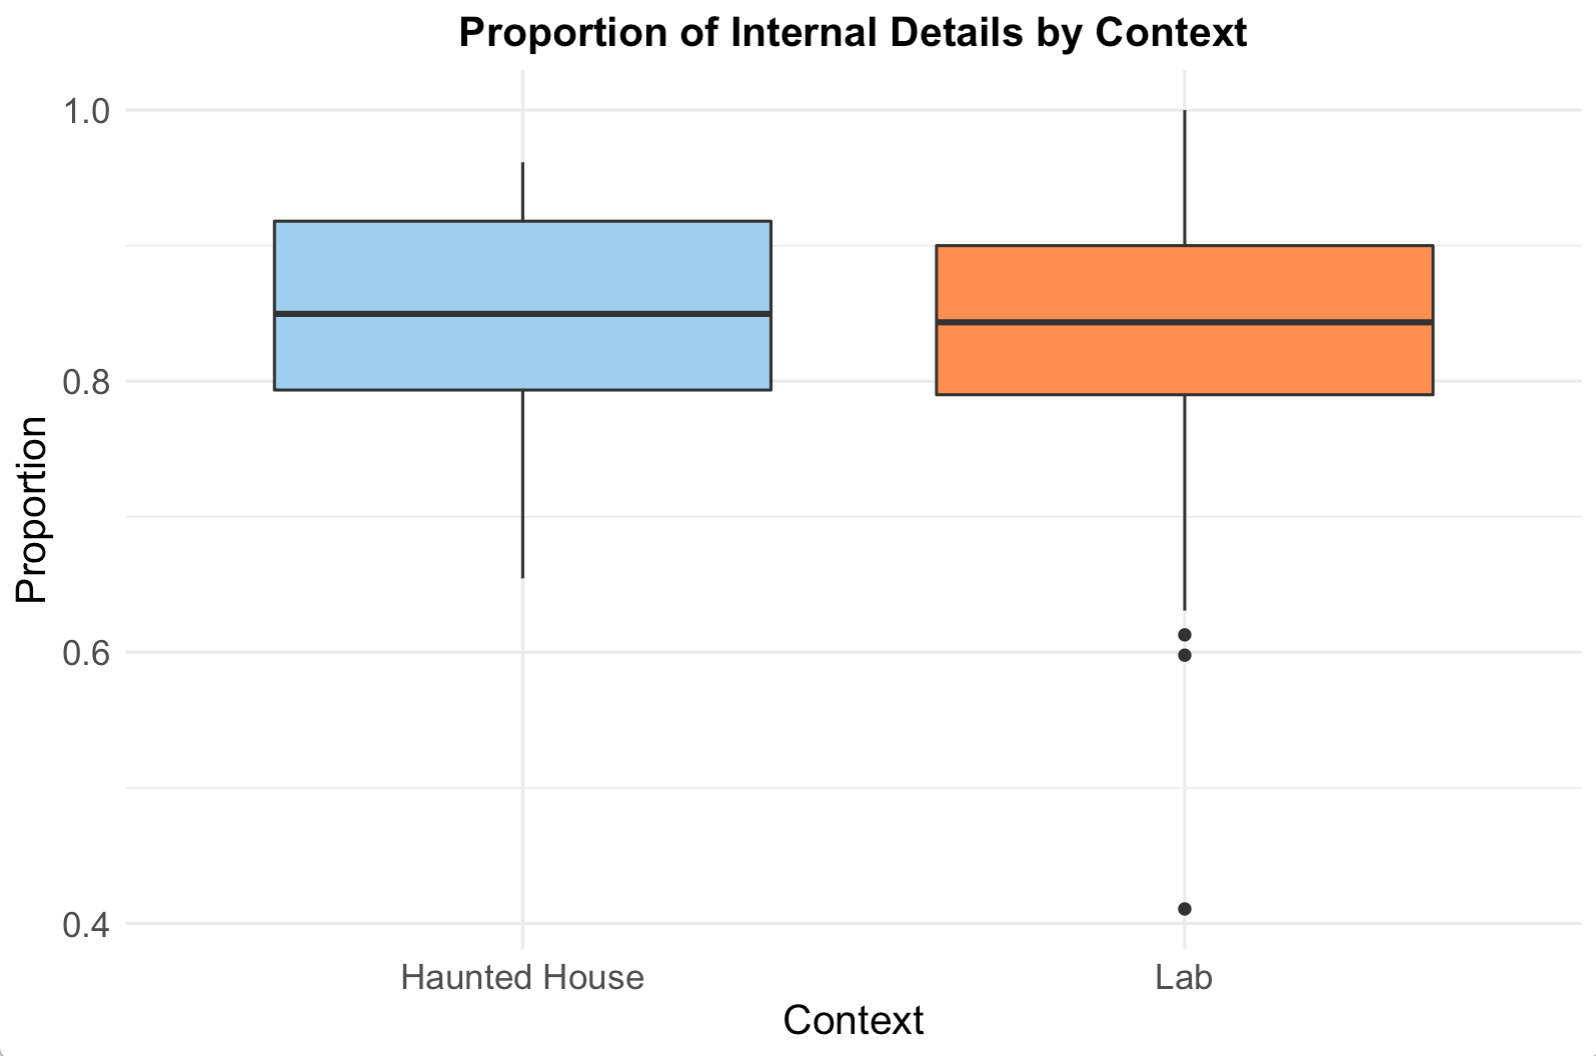 Proportion of Internal Details by Context
1.0
0.8
0.6
0.4
Proportion
Haunted House
Lab
Context